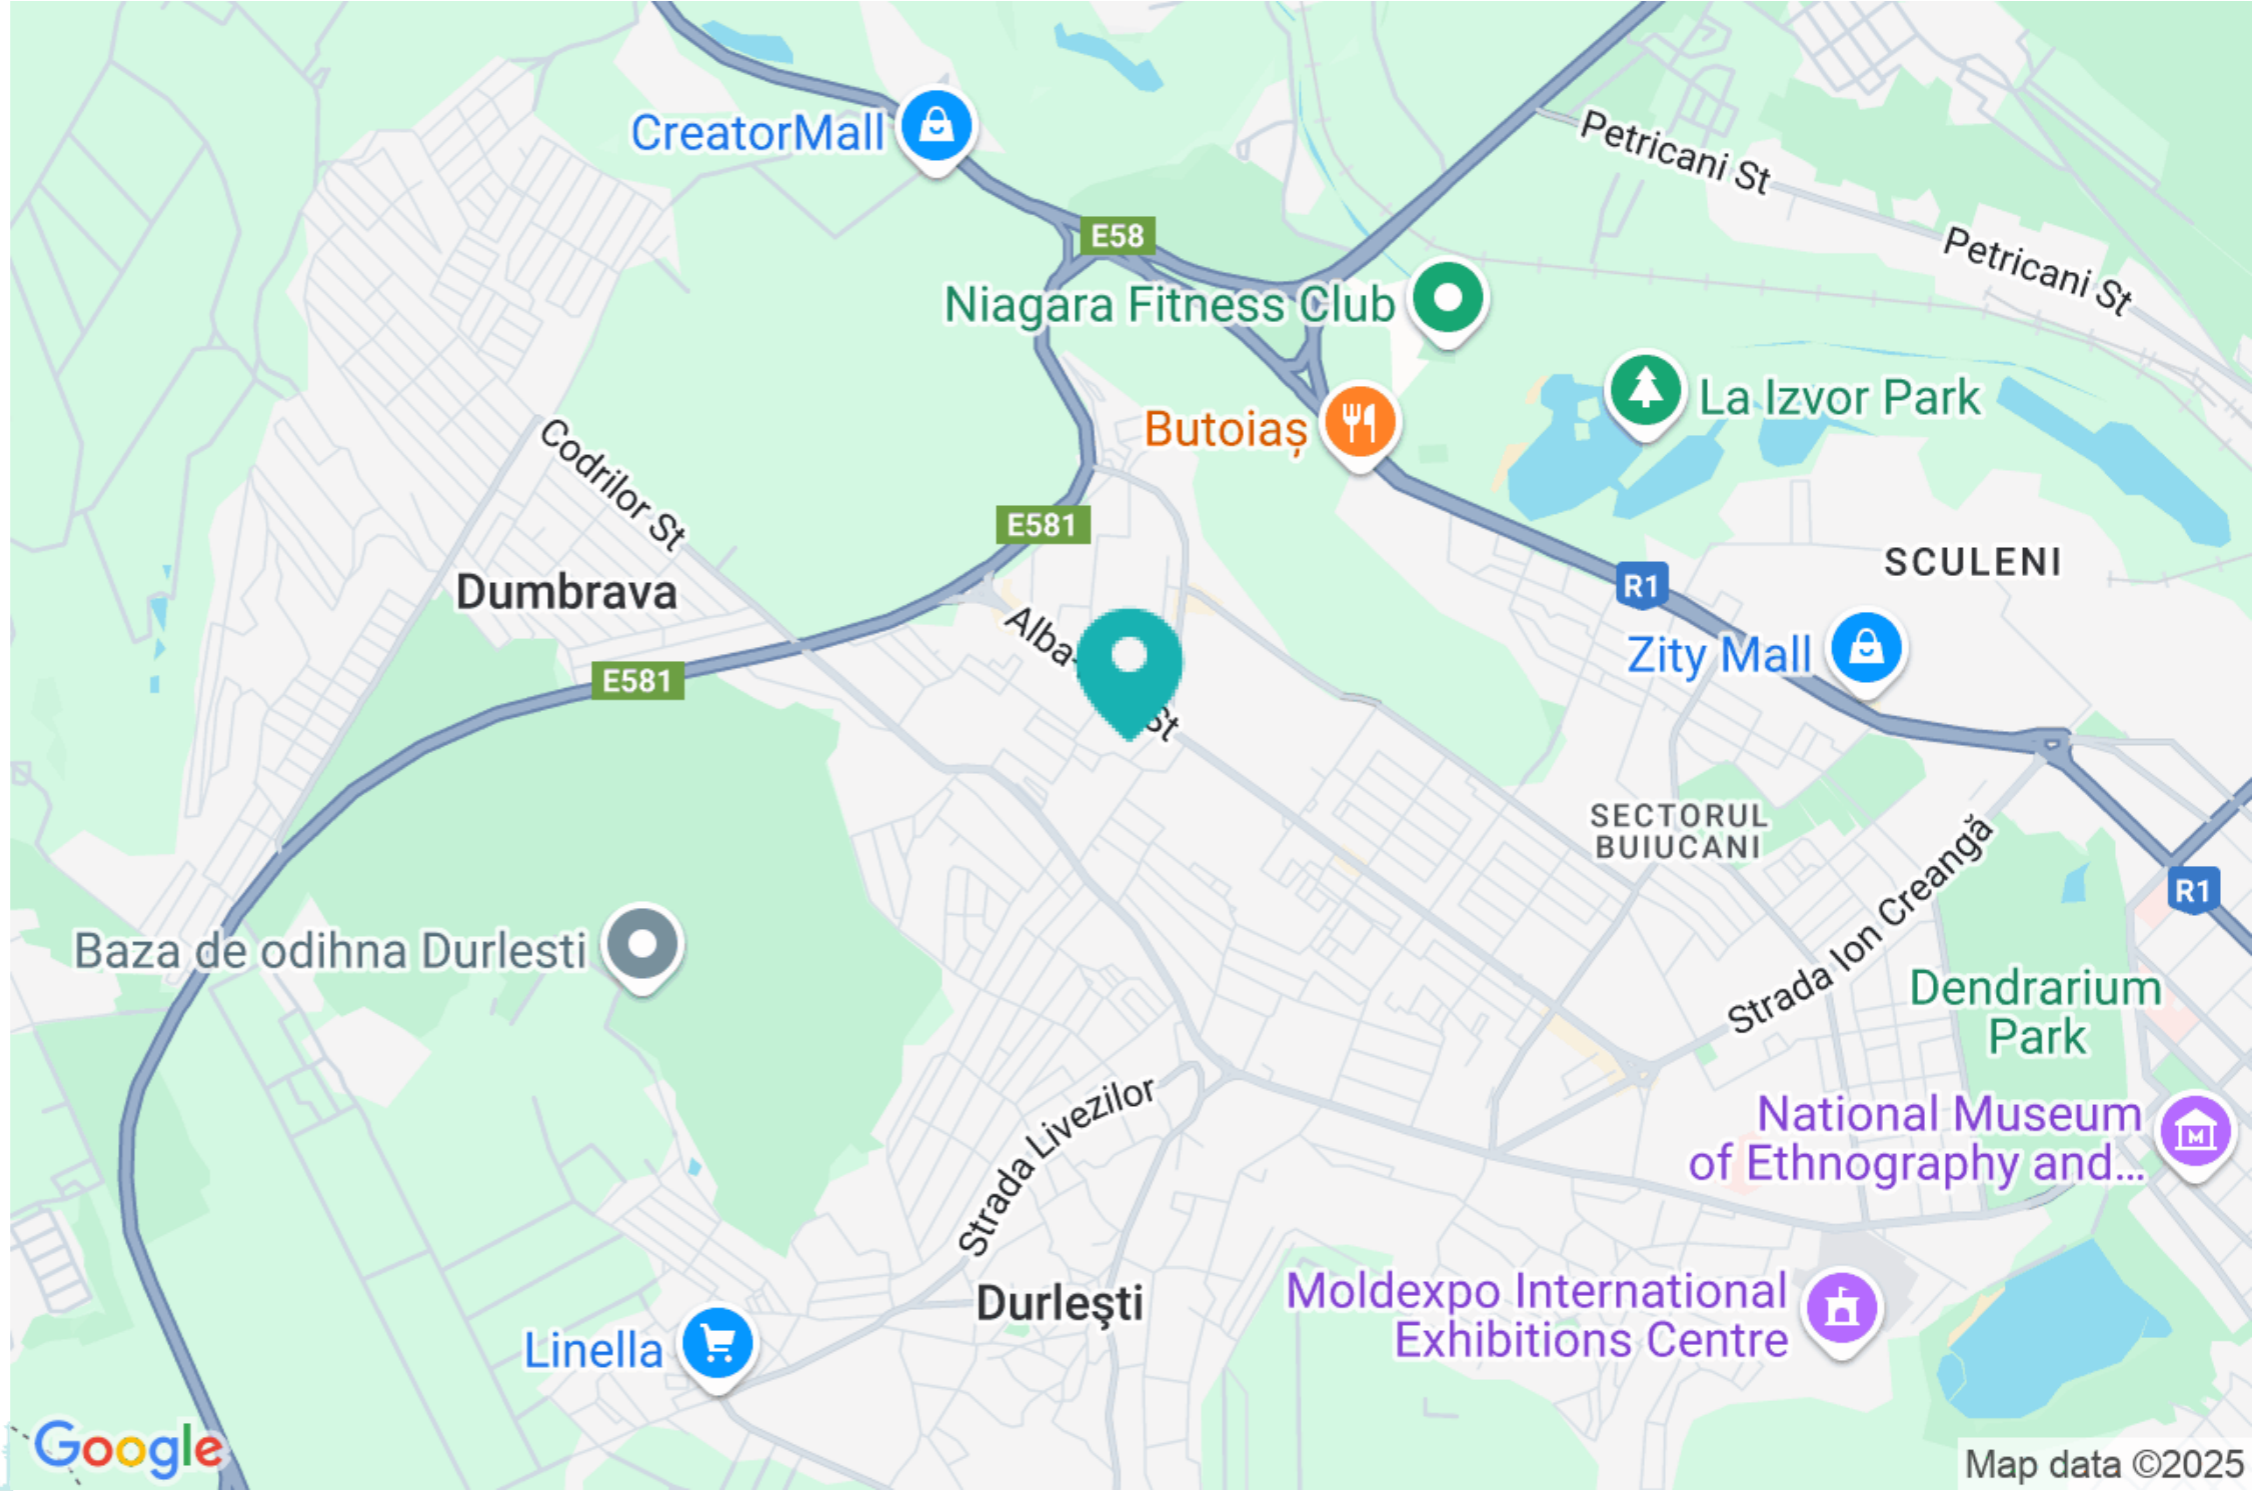 CreatorMall
Petricani St
E58
Petricani St
Niagara Fitness Club
La Izvor Park
Butoiaș
Codrilor St
E581
SCULENI
R1
Dumbrava
Alba-
St
Zity Mall
E581
SECTORUL
BUIUCANI
Strada Ion Creangă
R1
Baza de odihna Durlesti
Dendrarium
Park
Strada Livezilor
National Museum
of Ethnography and...
Durleşti
Moldexpo International
Exhibitions Centre
Linella
Google
Map data ©2025